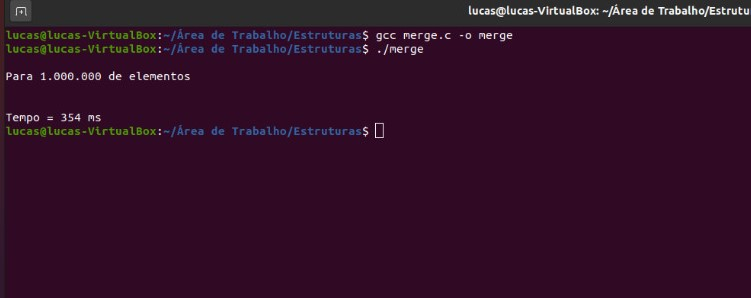 lucas@lucas-VirtualBox: ~/Área de Trabalho/Estrutu
lucas@lucas-VirtualBox:~/Área de Trabalho/Estruturas$ gcc merge.c -o merge
lucas@lucas-VirtualBox:~/Área de Trabalho/Estruturas$ ./merge
Para 1.000.000 de elementos
Tempo = 354 ms
lucas@lucas-VirtualBox:~/Área de Trabalho/Estruturas$